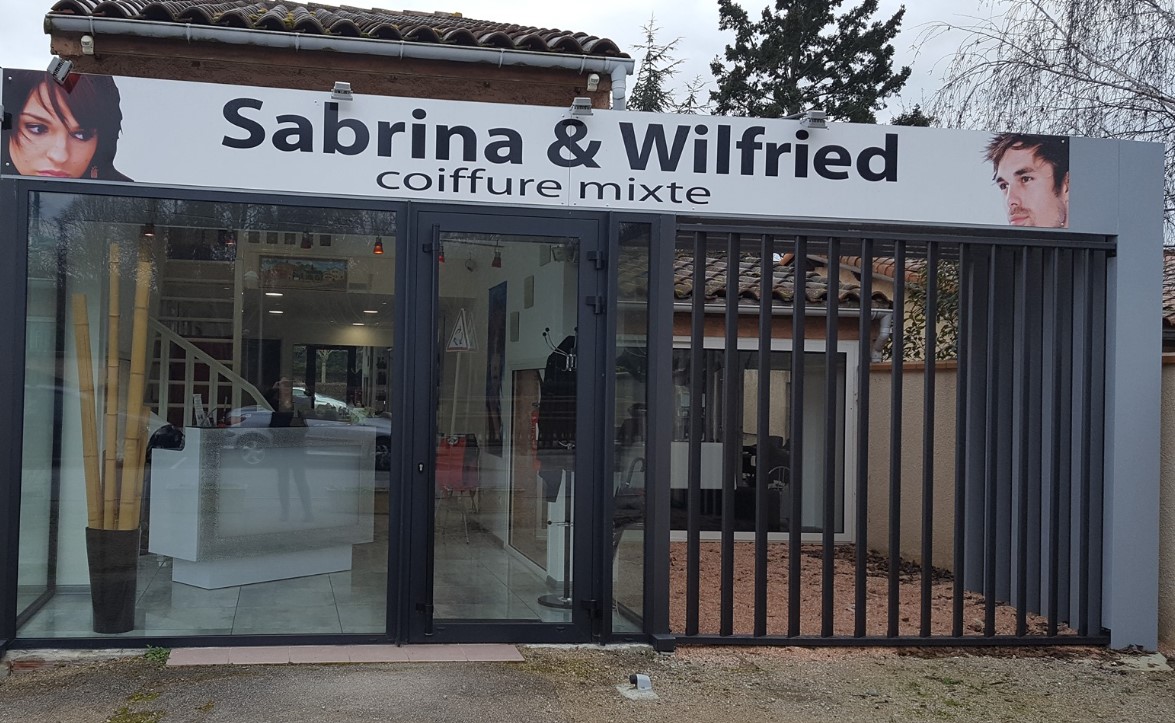 Sabrina & Wilfried
coiffure mixte